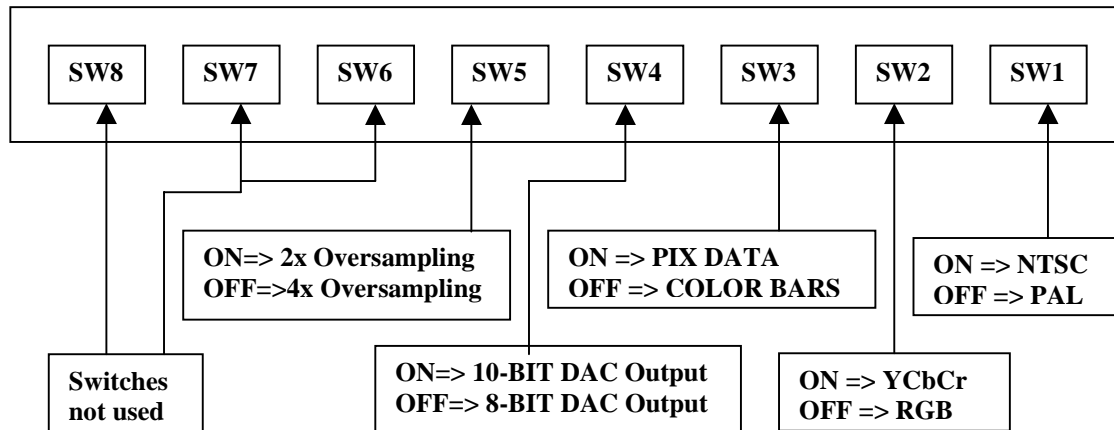 SW8 SW7 SW6 SW5 SW4 SW3 SW2 SW1
ON=> 2x Oversampling
OFF=>4x Oversampling
ON => PIX DATA
OFF => COLOR BARS
ON => NTSC
OFF => PAL
Switches
not used
ON=> 10-BIT DAC Output
OFF=> 8-BIT DAC Output
ON => YCbCr
OFF => RGB